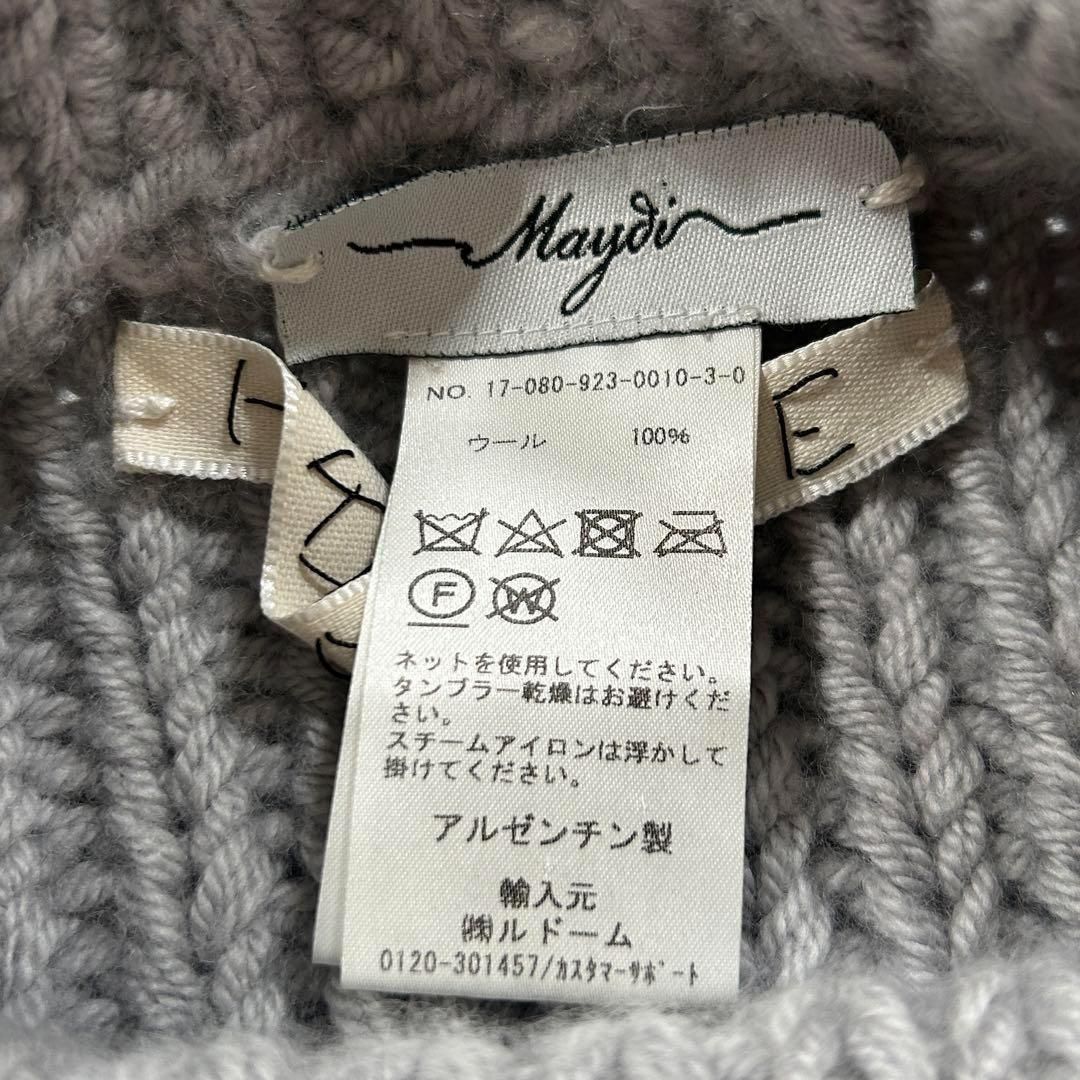 Maydi
NO. 17-080-923-0010-3-0
ウール 100%
F
W
ネットを使用してください。
タンブラー乾燥はお避けくだ
さい。
スチームアイロンは浮かして
掛けてください。
アルゼンチン製
輸入元
㈱ルドーム
0120-301457/ｶｽﾀﾏｰｻﾎﾟｰﾄ
E